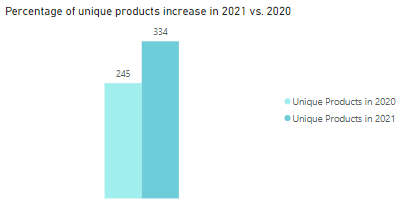 Percentage of unique products increase in 2021 vs. 2020
334
245
Unique Products in 2020
Unique Products in 2021